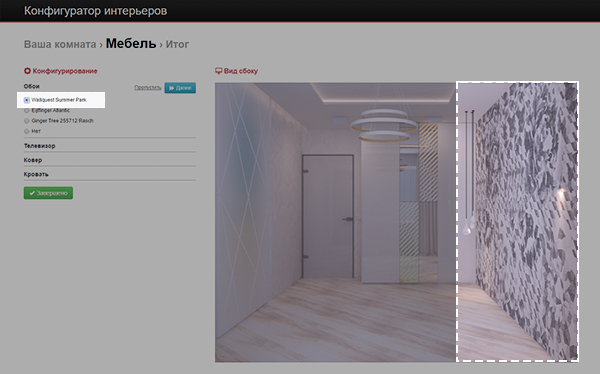 Конфигуратор интерьеров
Ваша комната › Мебель › Итог
Конфигурирование
Вид сбоку
Обои
Пропустить
Далее
Wallquest Summer Park
Eijffinger Atlantic
Ginger Tree 255712 Rasch
Нет
Телевизор
Ковер
Кровать
Завершено